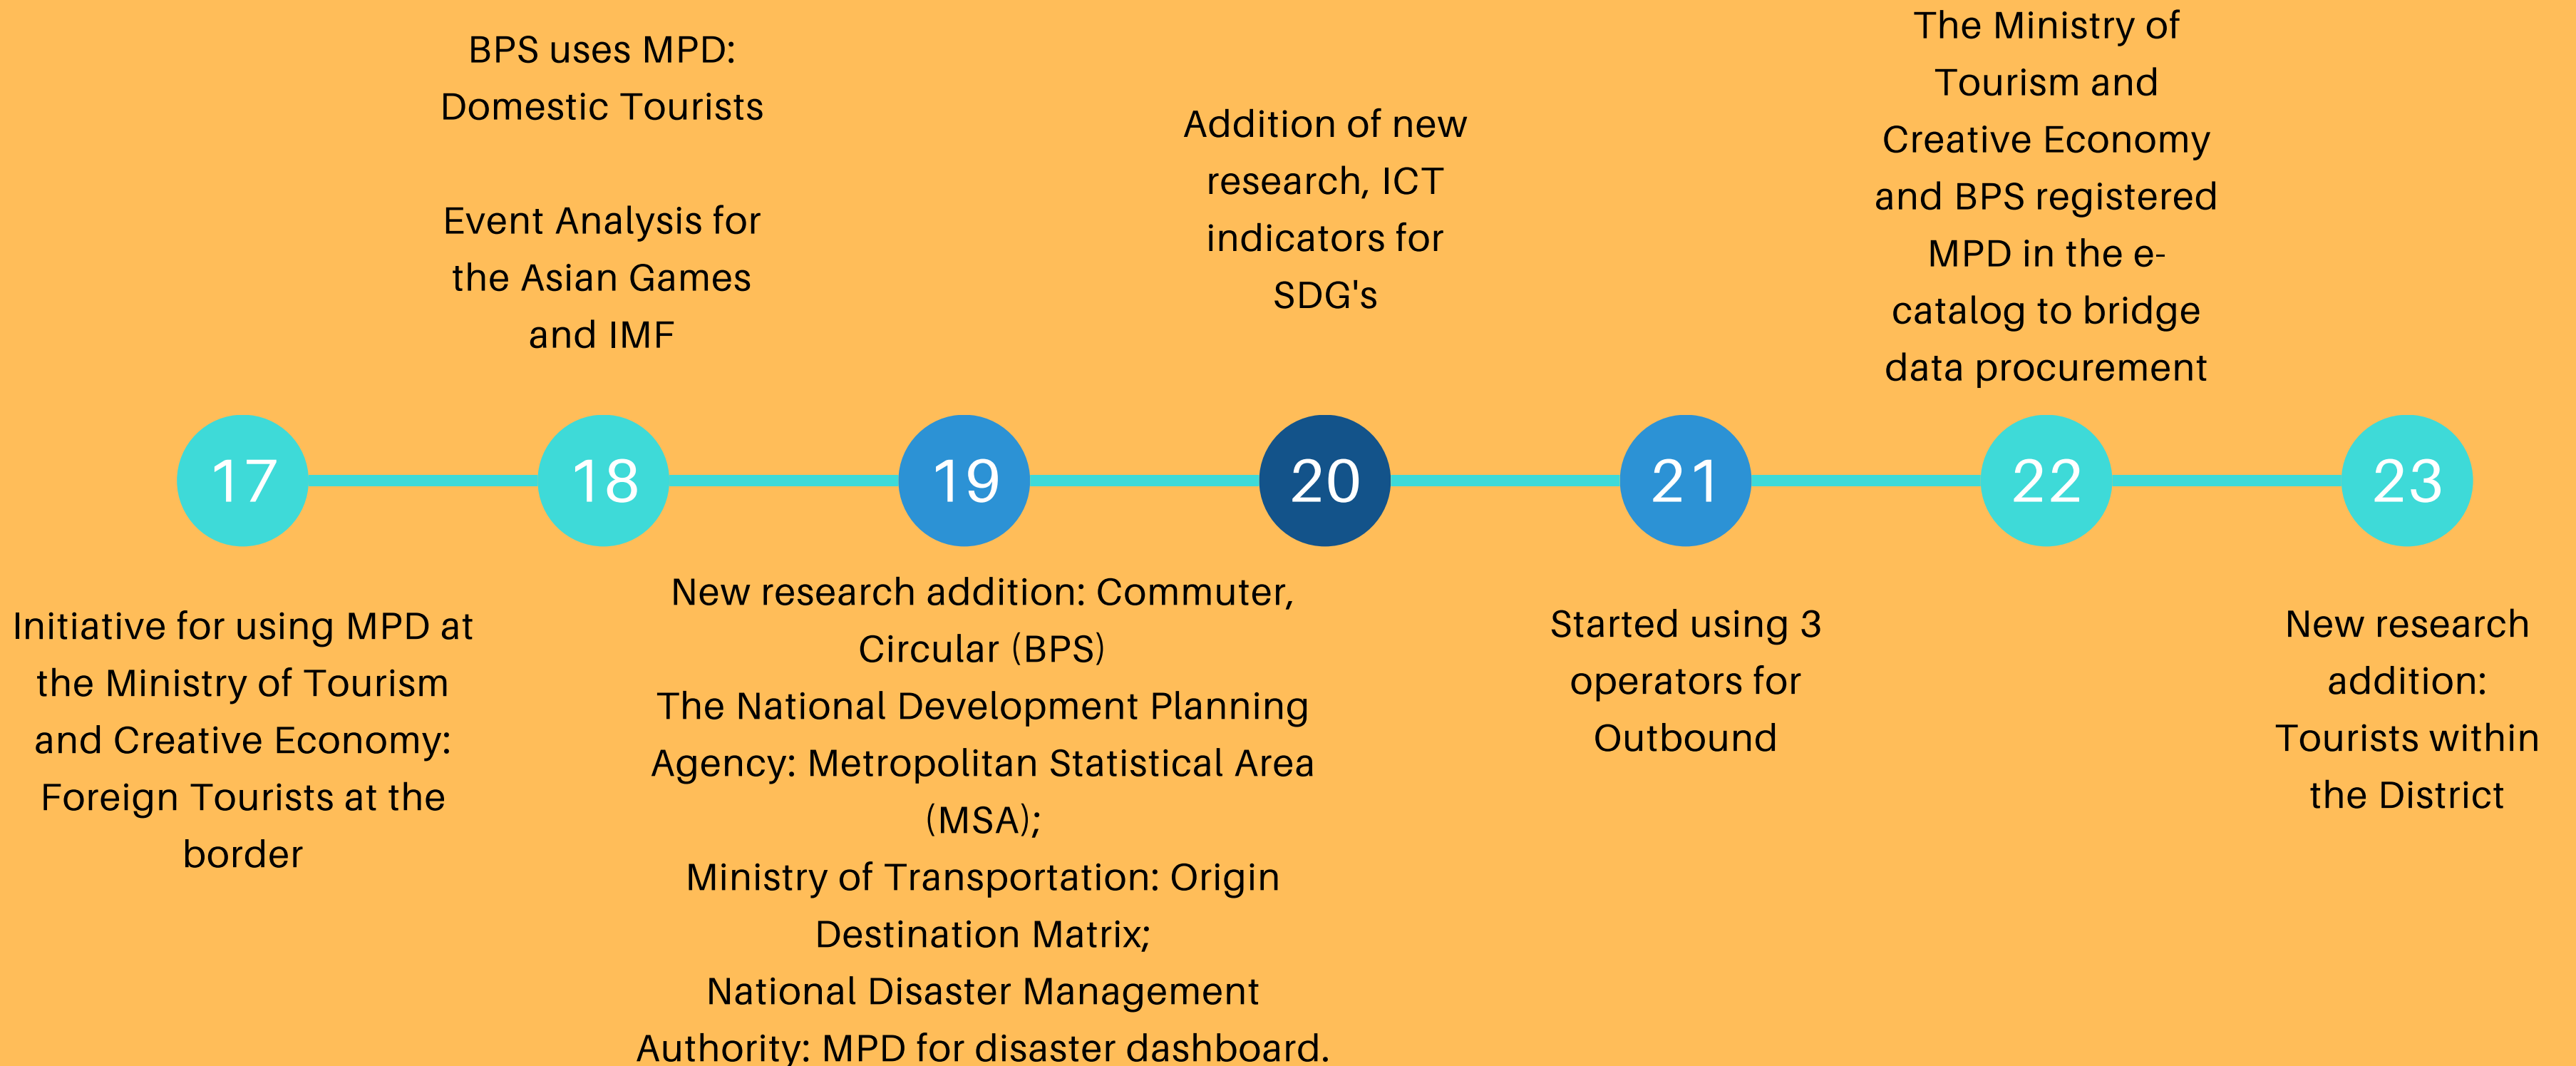 BPS uses MPD:
Domestic Tourists
Event Analysis for
the Asian Games
and IMF
Addition of new
research, ICT
indicators for
SDG's
The Ministry of
Tourism and
Creative Economy
and BPS registered
MPD in the e-
catalog to bridge
data procurement
17
18
19
20
21
22
23
Initiative for using MPD at
the Ministry of Tourism
and Creative Economy:
Foreign Tourists at the
border
New research addition: Commuter,
Circular (BPS)
The National Development Planning
Agency: Metropolitan Statistical Area
(MSA);
Ministry of Transportation: Origin
Destination Matrix;
National Disaster Management
Authority: MPD for disaster dashboard.
Started using 3
operators for
Outbound
New research
addition:
Tourists within
the District